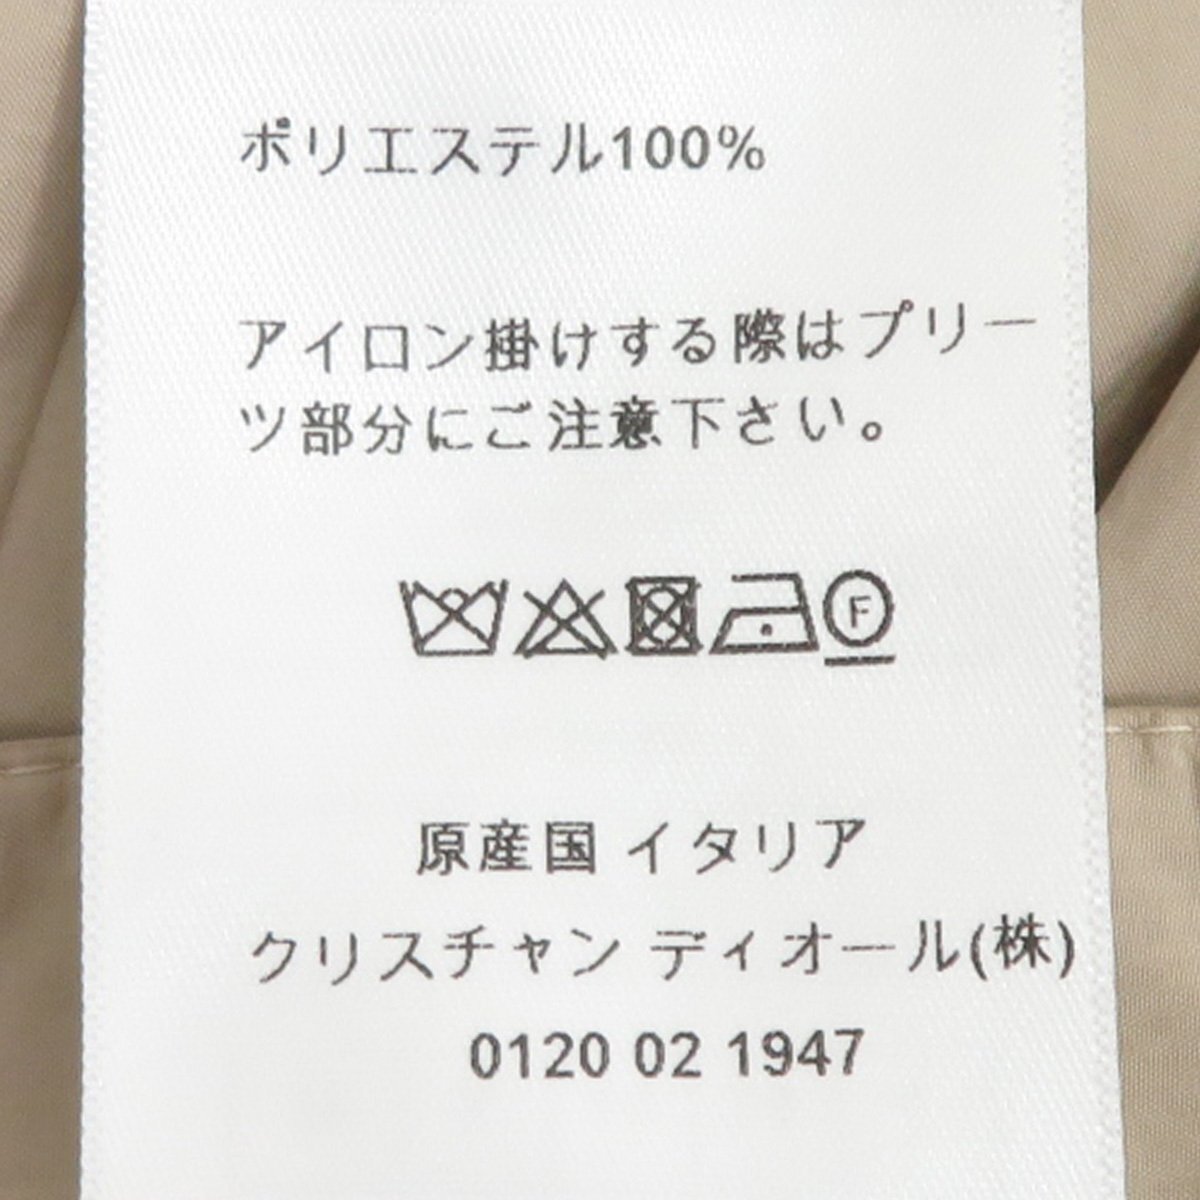 ポリエステル100%
アイロン掛けする際はプリー
ツ部分にご注意下さい。
F
原産国 イタリア
クリスチャン ディオール(株)
0120 02 1947